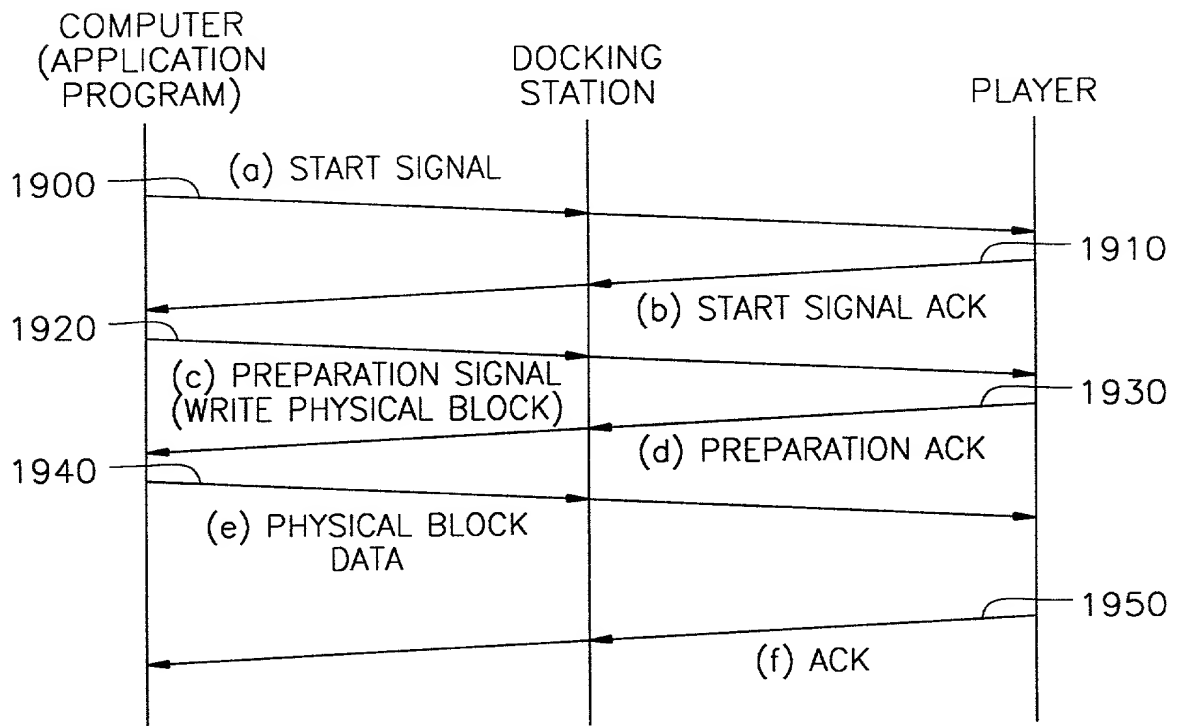 COMPUTER
(APPLICATION
PROGRAM)
DOCKING
STATION
PLAYER
1900
(a) START SIGNAL
1910
(b) START SIGNAL ACK
1920
(c) PREPARATION SIGNAL
(WRITE PHYSICAL BLOCK)
1930
(d) PREPARATION ACK
1940
(e) PHYSICAL BLOCK
DATA
1950
(f) ACK